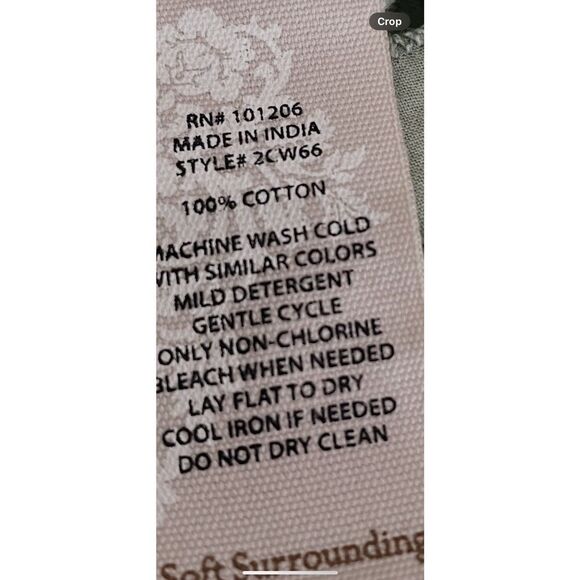 Crop
RN# 101206
MADE IN INDIA
STYLE# 2CW66
100% COTTON
MACHINE WASH COLD
WITH SIMILAR COLORS
MILD DETERGENT
GENTLE CYCLE
ONLY NON-CHLORINE
BLEACH WHEN NEEDED
LAY FLAT TO DRY
COOL IRON IF NEEDED
DO NOT DRY CLEAN
Soft Surrounding